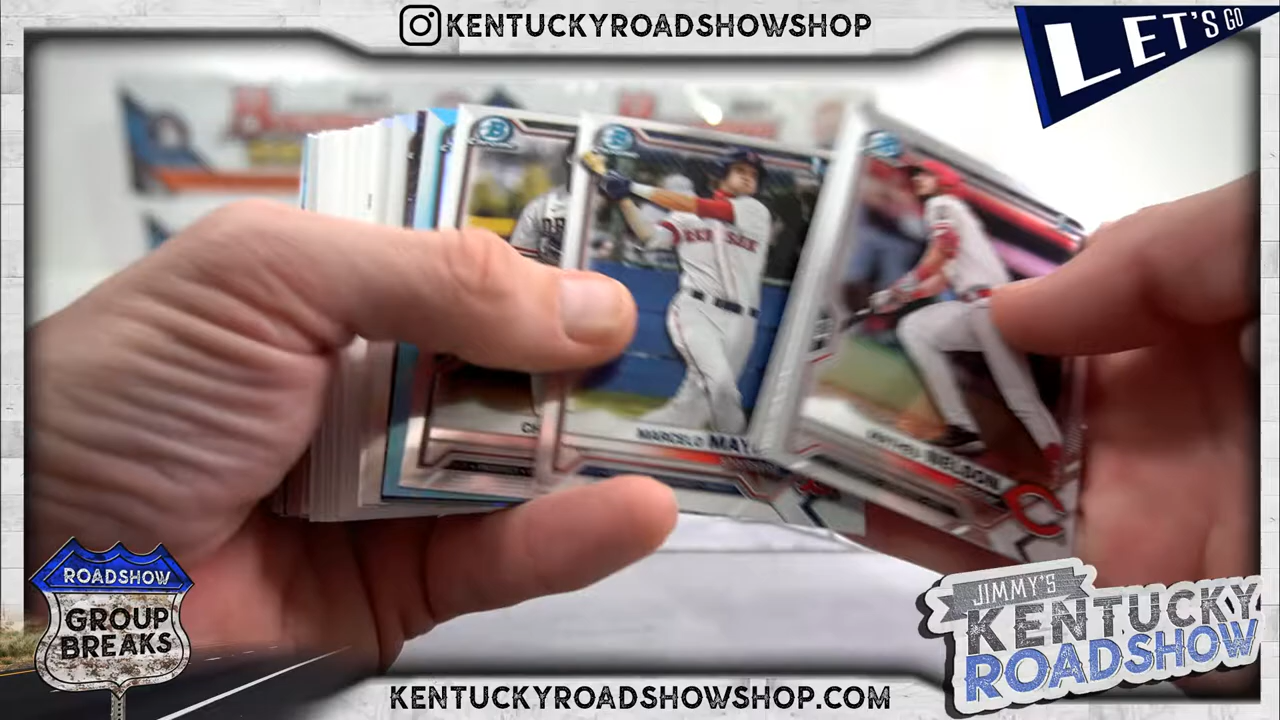 KENTUCKYROADSHOWSHOP
LET'S GO
RED SOX
MARCELO MAY
NELSON
ROADSHOW
GROUP
BREAKS
JIMMY'S
KENTUCKY
ROADSHOW
KENTUCKYROADSHOWSHOP.COM